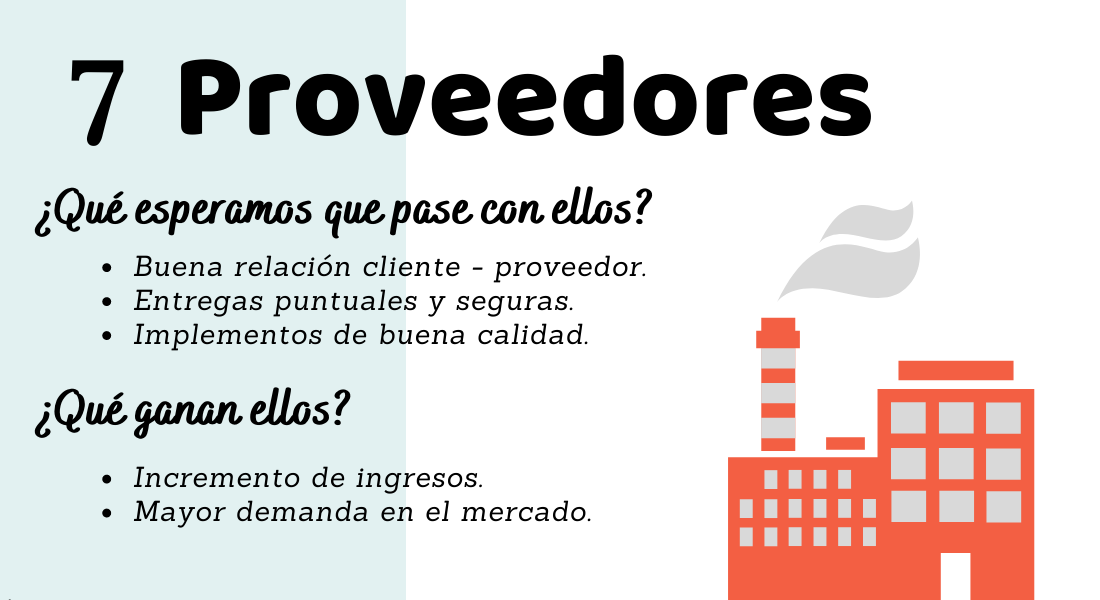 7 Proveedores
¿Qué esperamos que pase con ellos?
• Buena relación cliente - proveedor.
• Entregas puntuales y seguras.
• Implementos de buena calidad.
¿Qué ganan ellos?
• Incremento de ingresos.
• Mayor demanda en el mercado.